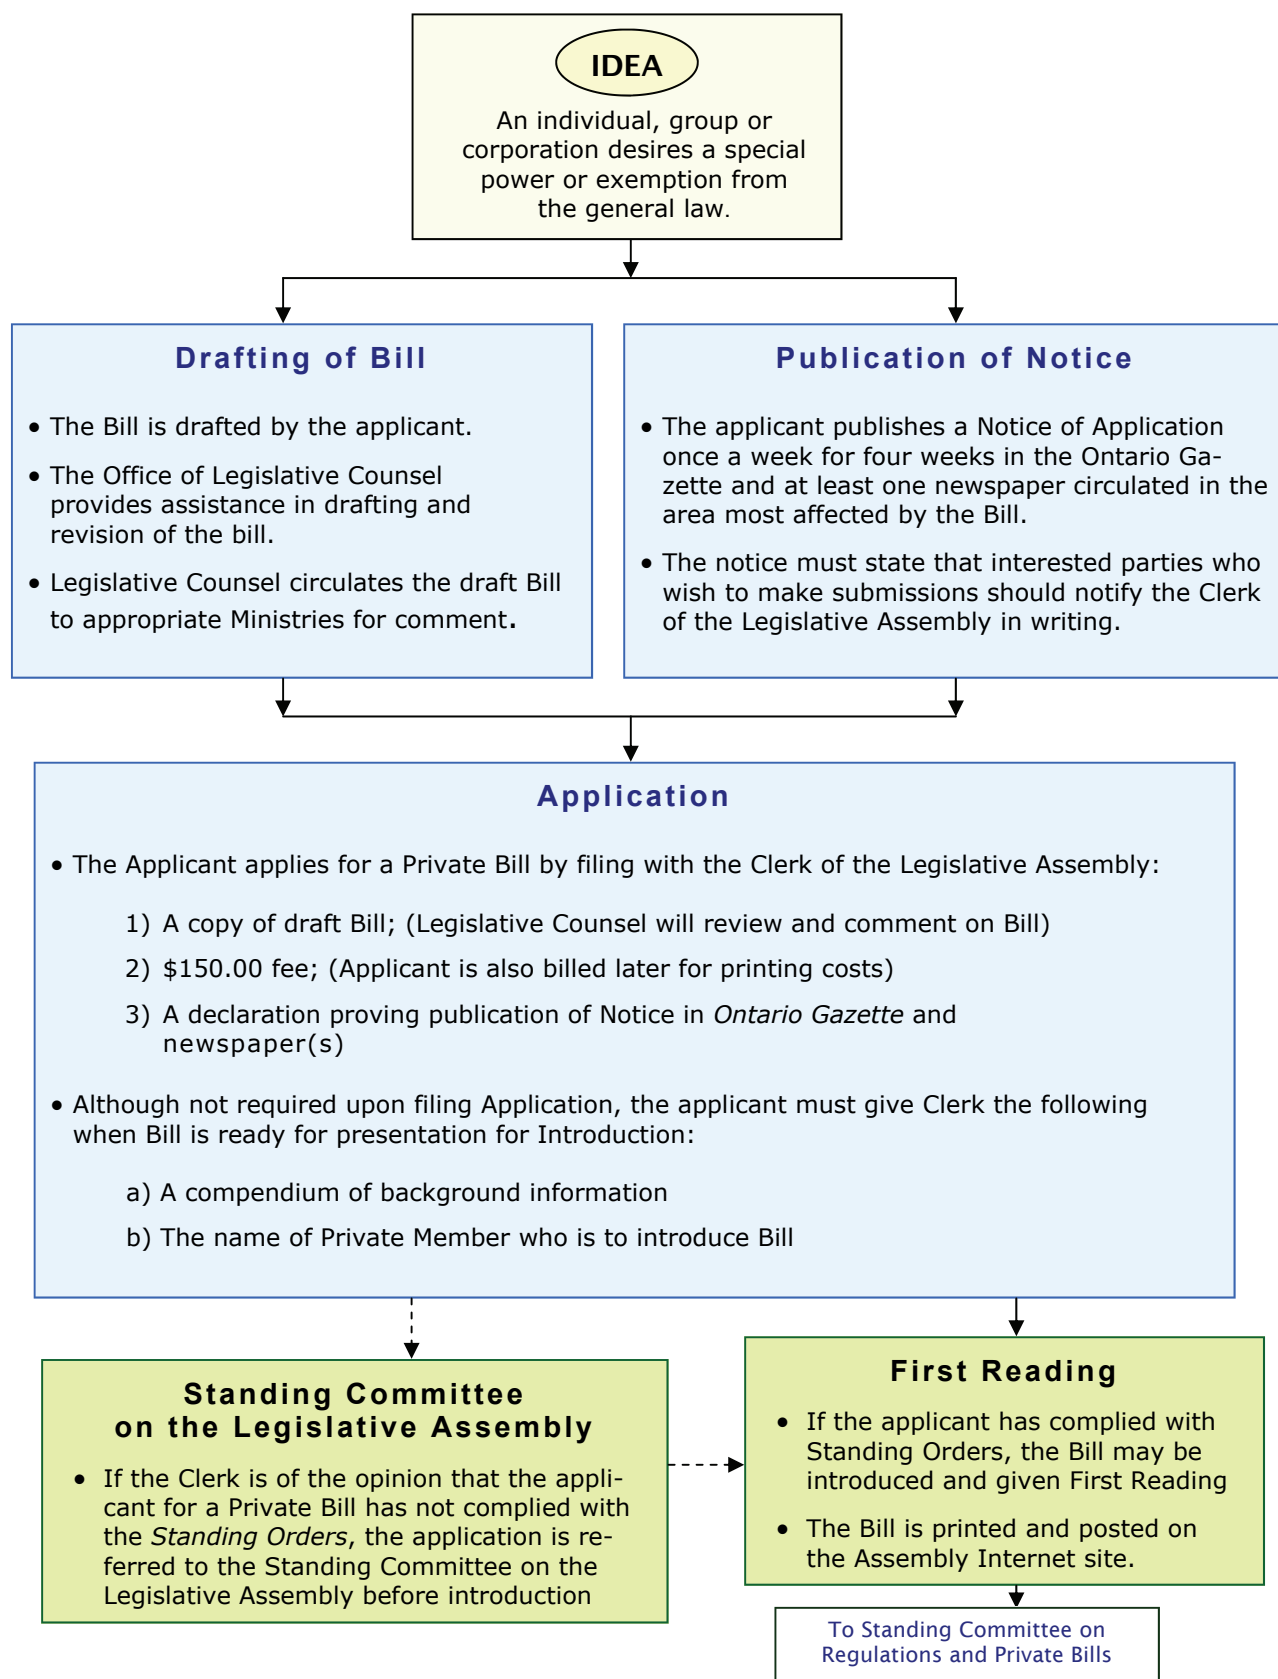 IDEA
An individual, group or
corporation desires a special
power or exemption from
the general law.
Drafting of Bill
• The Bill is drafted by the applicant.
• The Office of Legislative Counsel
provides assistance in drafting and
revision of the bill.
• Legislative Counsel circulates the draft Bill
to appropriate Ministries for comment.
Publication of Notice
• The applicant publishes a Notice of Application
once a week for four weeks in the Ontario Ga-
zette and at least one newspaper circulated in the
area most affected by the Bill.
• The notice must state that interested parties who
wish to make submissions should notify the Clerk
of the Legislative Assembly in writing.
Application
• The Applicant applies for a Private Bill by filing with the Clerk of the Legislative Assembly:
1) A copy of draft Bill; (Legislative Counsel will review and comment on Bill)
2) $150.00 fee; (Applicant is also billed later for printing costs)
3) A declaration proving publication of Notice in Ontario Gazette and
newspaper(s)
• Although not required upon filing Application, the applicant must give Clerk the following
when Bill is ready for presentation for Introduction:
a) A compendium of background information
b) The name of Private Member who is to introduce Bill
Standing Committee
on the Legislative Assembly
• If the Clerk is of the opinion that the appli-
cant for a Private Bill has not complied with
the Standing Orders, the application is re-
ferred to the Standing Committee on the
Legislative Assembly before introduction
First Reading
• If the applicant has complied with
Standing Orders, the Bill may be
introduced and given First Reading
• The Bill is printed and posted on
the Assembly Internet site.
To Standing Committee on
Regulations and Private Bills